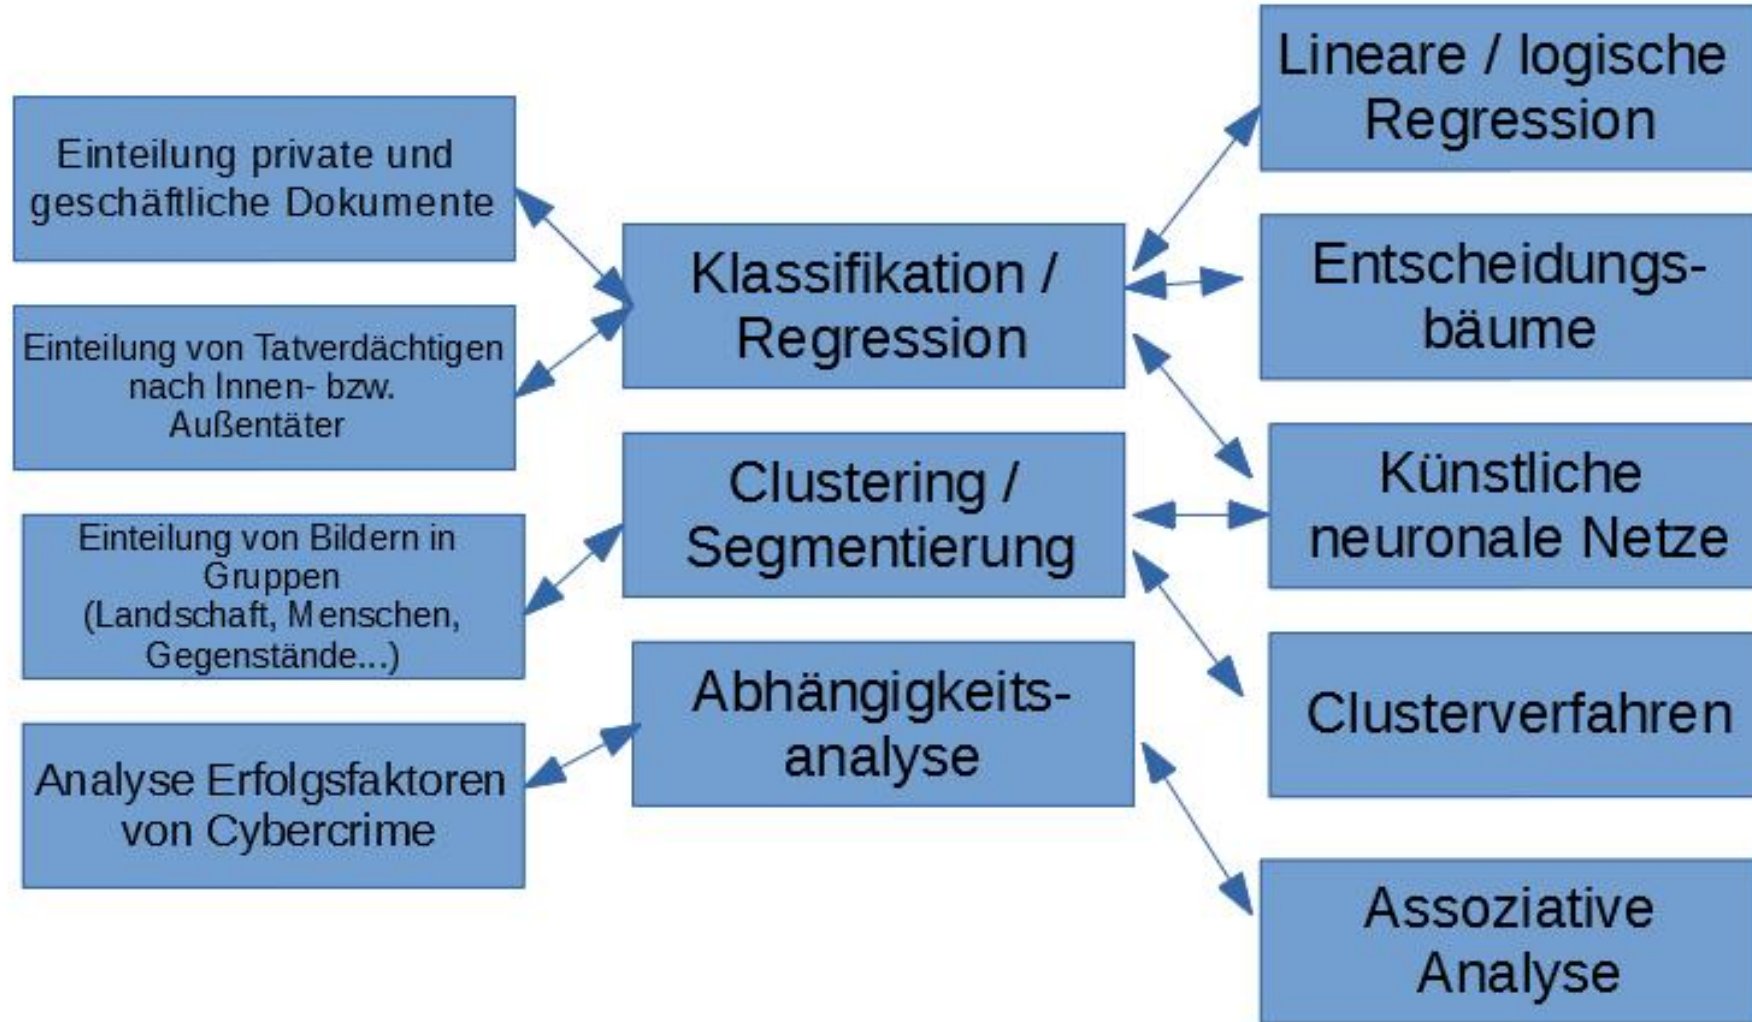 Einteilung private und
geschäftliche Dokumente
Einteilung von Tatverdächtigen
nach Innen- bzw.
Außentäter
Einteilung von Bildern in
Gruppen
(Landschaft, Menschen,
Gegenstände...)
Analyse Erfolgsfaktoren
von Cybercrime
Klassifikation /
Regression
Clustering /
Segmentierung
Abhängigkeits-
analyse
Lineare / logische
Regression
Entscheidungs-
bäume
Künstliche
neuronale Netze
Clusterverfahren
Assoziative
Analyse